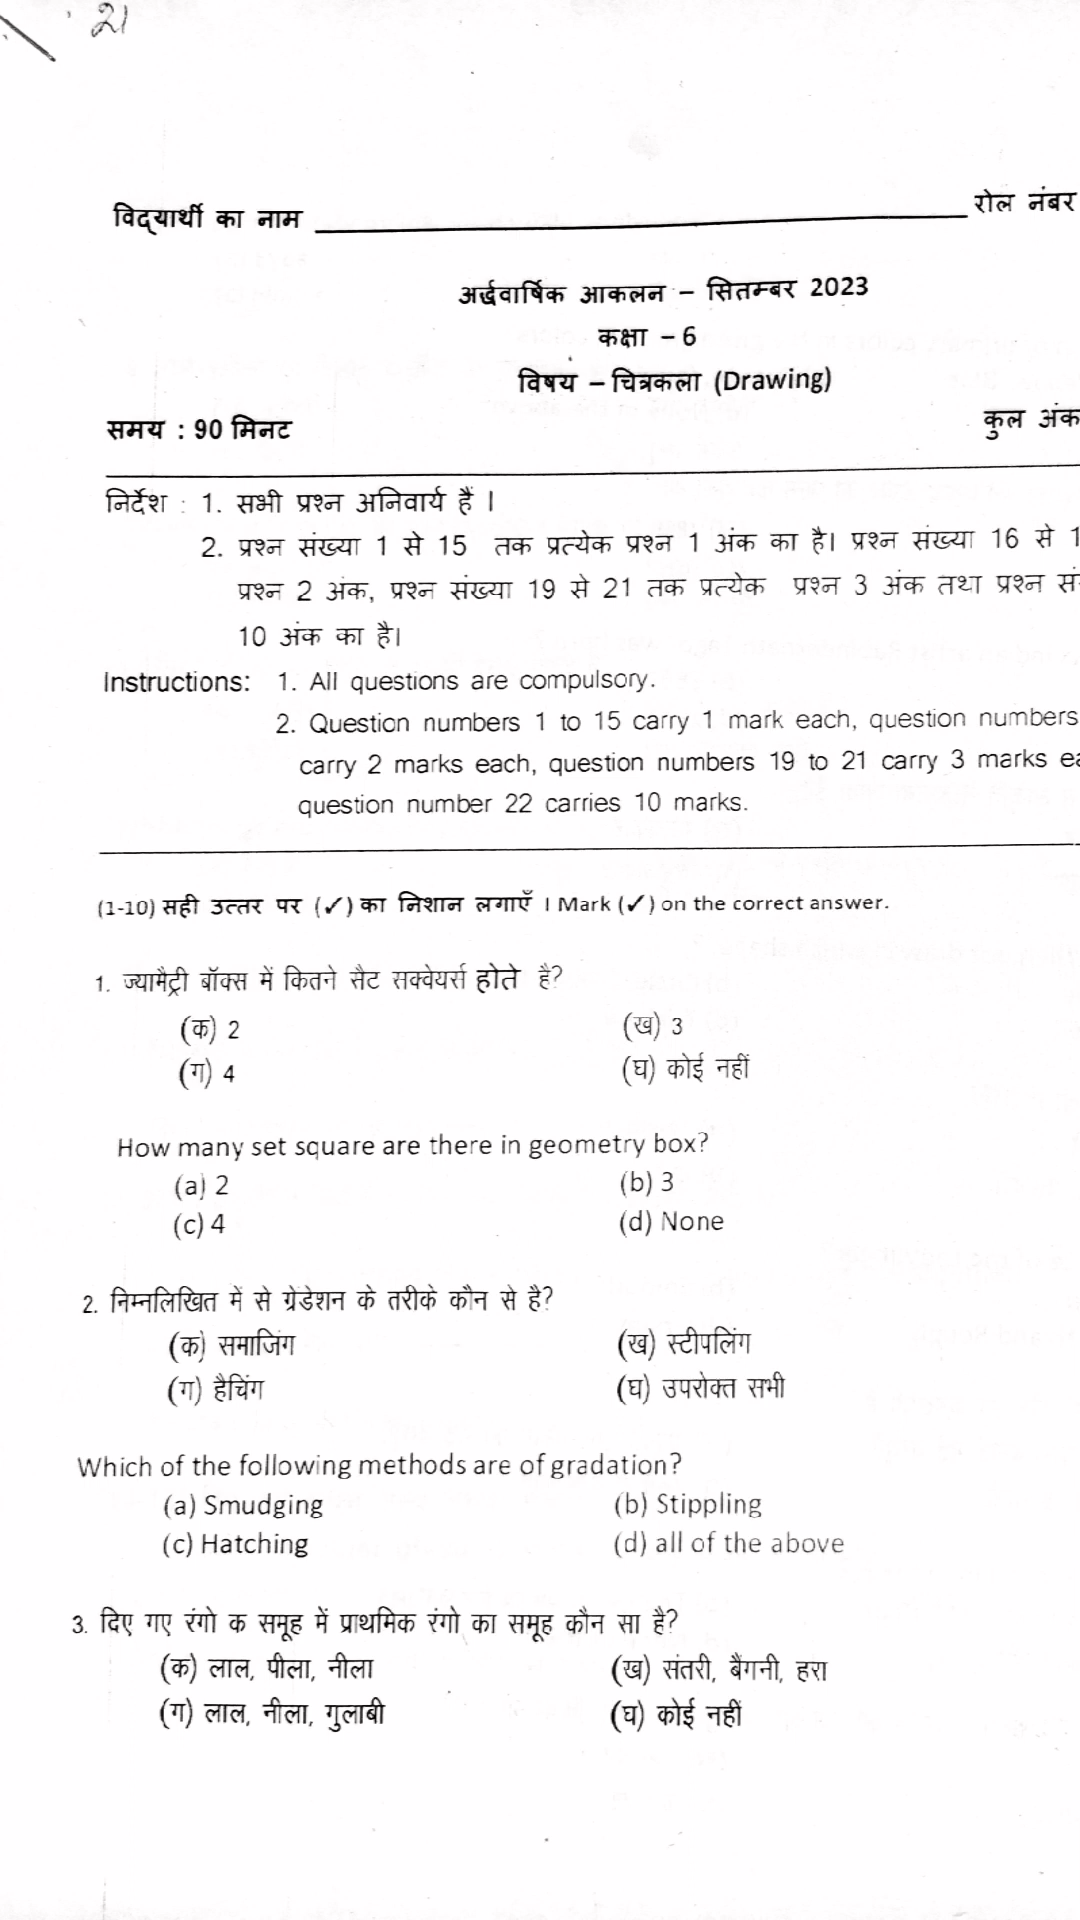 21
विद्यार्थी का नाम ____________ रोल नंबर
अर्द्धवार्षिक आकलन – सितम्बर 2023
कक्षा – 6
विषय – चित्रकला (Drawing)
समय : 90 मिनट कुल अंक
निर्देश : 1. सभी प्रश्न अनिवार्य हैं ।
2. प्रश्न संख्या 1 से 15 तक प्रत्येक प्रश्न 1 अंक का है। प्रश्न संख्या 16 से 1
प्रश्न 2 अंक, प्रश्न संख्या 19 से 21 तक प्रत्येक प्रश्न 3 अंक तथा प्रश्न सं
10 अंक का है।
Instructions: 1. All questions are compulsory.
2. Question numbers 1 to 15 carry 1 mark each, question numbers
carry 2 marks each, question numbers 19 to 21 carry 3 marks ea
question number 22 carries 10 marks.
(1-10) सही उत्तर पर (✓) का निशान लगाएँ । Mark (✓) on the correct answer.
1. ज्यामैट्री बॉक्स में कितने सैट सक्वेयर्स होते है?
(क) 2 (ख) 3
(ग) 4 (घ) कोई नहीं
How many set square are there in geometry box?
(a) 2 (b) 3
(c) 4 (d) None
2. निम्नलिखित में से ग्रेडेशन के तरीके कौन से है?
(क) समाजिंग (ख) स्टीपलिंग
(ग) हैचिंग (घ) उपरोक्त सभी
Which of the following methods are of gradation?
(a) Smudging (b) Stippling
(c) Hatching (d) all of the above
3. दिए गए रंगो क समूह में प्राथमिक रंगो का समूह कौन सा है?
(क) लाल, पीला, नीला (ख) संतरी, बैंगनी, हरा
(ग) लाल, नीला, गुलाबी (घ) कोई नहीं